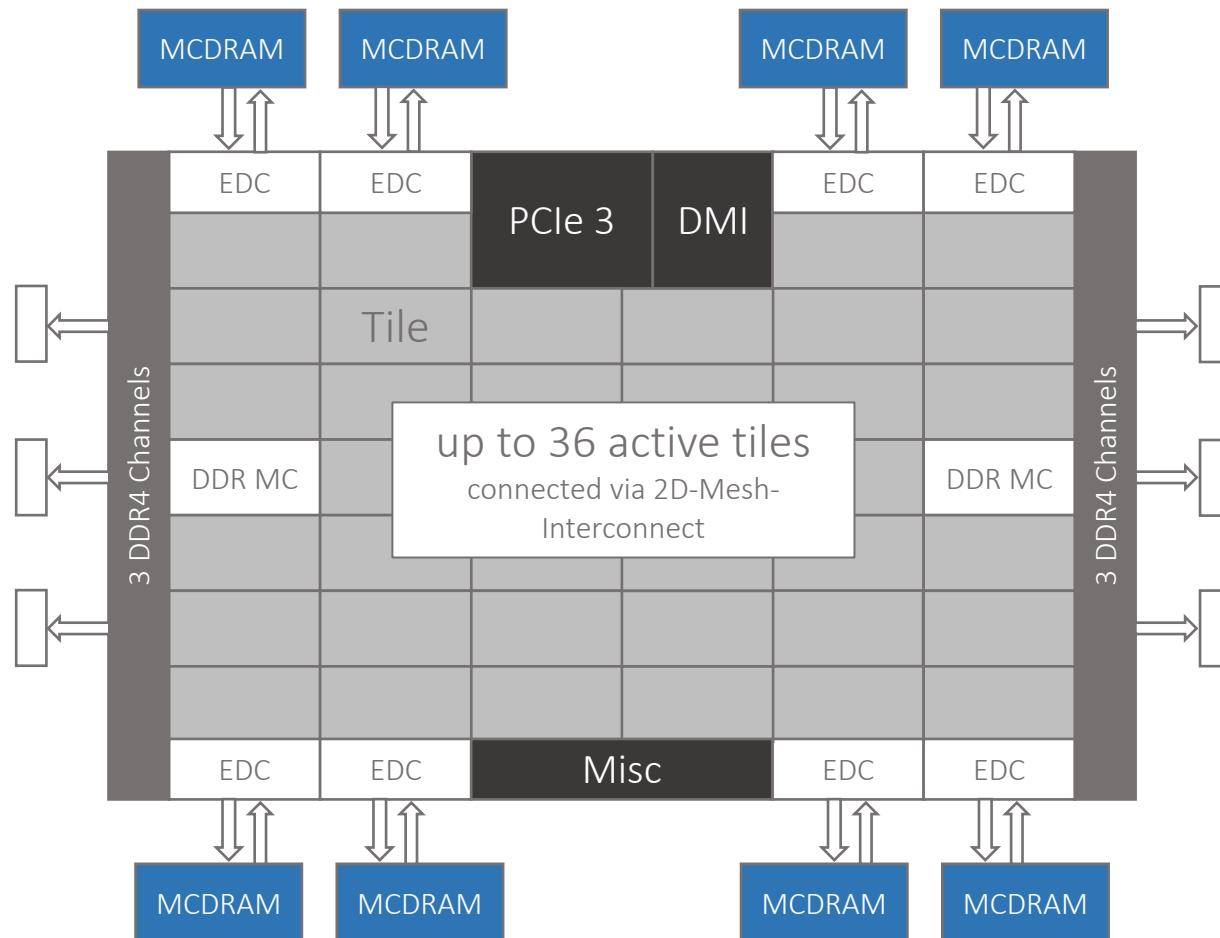 MCDRAM
MCDRAM
MCDRAM
MCDRAM
EDC
EDC
PCIe 3
DMI
EDC
EDC
Tile
3 DDR4 Channels
3 DDR4 Channels
up to 36 active tiles
connected via 2D-Mesh-
Interconnect
DDR MC
DDR MC
EDC
EDC
Misc
EDC
EDC
MCDRAM
MCDRAM
MCDRAM
MCDRAM